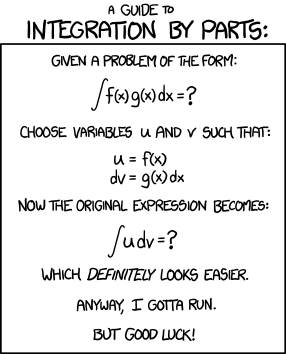 A GUIDE TO
INTEGRATION BY PARTS:
GIVEN A PROBLEM OF THE FORM:
∫f(x)g(x)dx=?
CHOOSE VARIABLES u AND v SUCH THAT:
u = f(x)
dv = g(x)dx
NOW THE ORIGINAL EXPRESSION BECOMES:
∫udv=?
WHICH DEFINITELY LOOKS EASIER.
ANYWAY, I GOTTA RUN.
BUT GOOD LUCK!